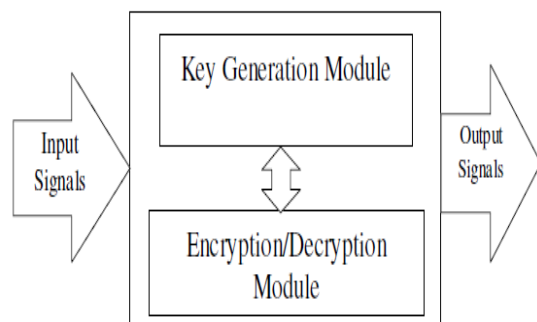 Key Generation Module
Input
Signals
Output
Signals
Encryption/Decryption
Module